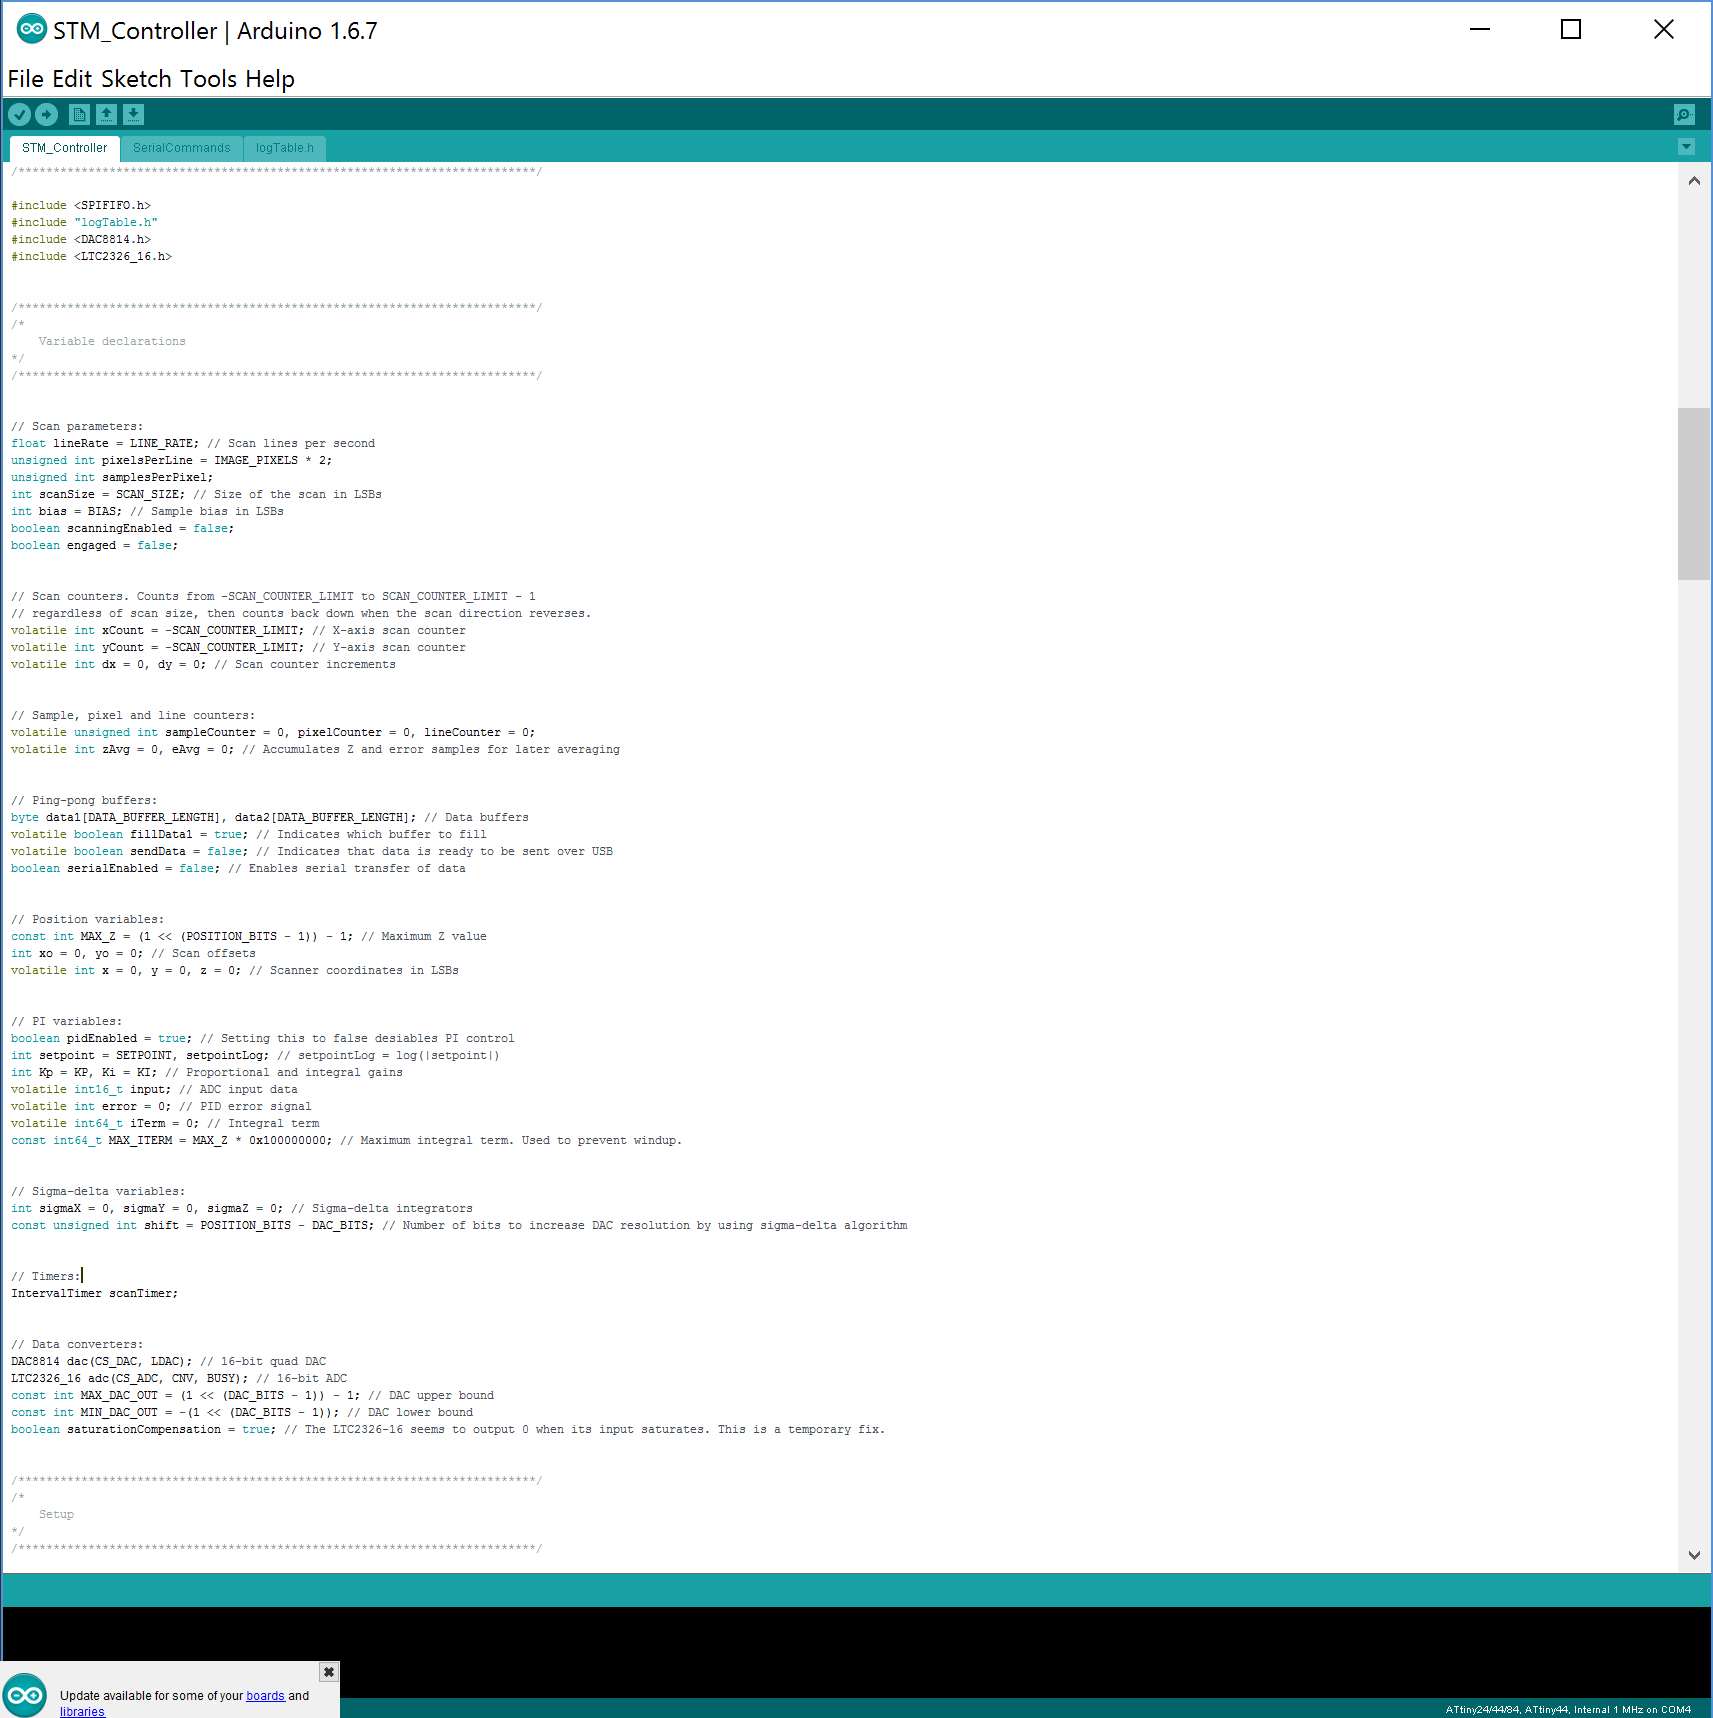 STM_Controller | Arduino 1.6.7
File Edit Sketch Tools Help
STM_Controller SerialCommands logTable.h
/**************************************************************************/
#include <SPIFIFO.h>
#include "logTable.h"
#include <DAC8814.h>
#include <LTC2326_16.h>
/**************************************************************************/
/*
Variable declarations
*/
/**************************************************************************/
// Scan parameters:
float lineRate = LINE_RATE; // Scan lines per second
unsigned int pixelsPerLine = IMAGE_PIXELS * 2;
unsigned int samplesPerPixel;
int scanSize = SCAN_SIZE; // Size of the scan in LSBs
int bias = BIAS; // Sample bias in LSBs
boolean scanningEnabled = false;
boolean engaged = false;
// Scan counters. Counts from -SCAN_COUNTER_LIMIT to SCAN_COUNTER_LIMIT - 1
// regardless of scan size, then counts back down when the scan direction reverses.
volatile int xCount = -SCAN_COUNTER_LIMIT; // X-axis scan counter
volatile int yCount = -SCAN_COUNTER_LIMIT; // Y-axis scan counter
volatile int dx = 0, dy = 0; // Scan counter increments
// Sample, pixel and line counters:
volatile unsigned int sampleCounter = 0, pixelCounter = 0, lineCounter = 0;
volatile int zAvg = 0, eAvg = 0; // Accumulates Z and error samples for later averaging
// Ping-pong buffers:
byte data1[DATA_BUFFER_LENGTH], data2[DATA_BUFFER_LENGTH]; // Data buffers
volatile boolean fillData1 = true; // Indicates which buffer to fill
volatile boolean sendData = false; // Indicates that data is ready to be sent over USB
boolean serialEnabled = false; // Enables serial transfer of data
// Position variables:
const int MAX_Z = (1 << (POSITION_BITS - 1)) - 1; // Maximum Z value
int xo = 0, yo = 0; // Scan offsets
volatile int x = 0, y = 0, z = 0; // Scanner coordinates in LSBs
// PI variables:
boolean pidEnabled = true; // Setting this to false desiables PI control
int setpoint = SETPOINT, setpointLog; // setpointLog = log(|setpoint|)
int Kp = KP, Ki = KI; // Proportional and integral gains
volatile int16_t input; // ADC input data
volatile int error = 0; // PID error signal
volatile int64_t iTerm = 0; // Integral term
const int64_t MAX_ITERM = MAX_Z * 0x100000000; // Maximum integral term. Used to prevent windup.
// Sigma-delta variables:
int sigmaX = 0, sigmaY = 0, sigmaZ = 0; // Sigma-delta integrators
const unsigned int shift = POSITION_BITS - DAC_BITS; // Number of bits to increase DAC resolution by using sigma-delta algorithm
// Timers:
IntervalTimer scanTimer;
// Data converters:
DAC8814 dac(CS_DAC, LDAC); // 16-bit quad DAC
LTC2326_16 adc(CS_ADC, CNV, BUSY); // 16-bit ADC
const int MAX_DAC_OUT = (1 << (DAC_BITS - 1)) - 1; // DAC upper bound
const int MIN_DAC_OUT = -(1 << (DAC_BITS - 1)); // DAC lower bound
boolean saturationCompensation = true; // The LTC2326-16 seems to output 0 when its input saturates. This is a temporary fix.
/**************************************************************************/
/*
Setup
*/
/**************************************************************************/
Update available for some of your boards and
libraries
ATtiny24/44/84, ATtiny44, Internal 1 MHz on COM4